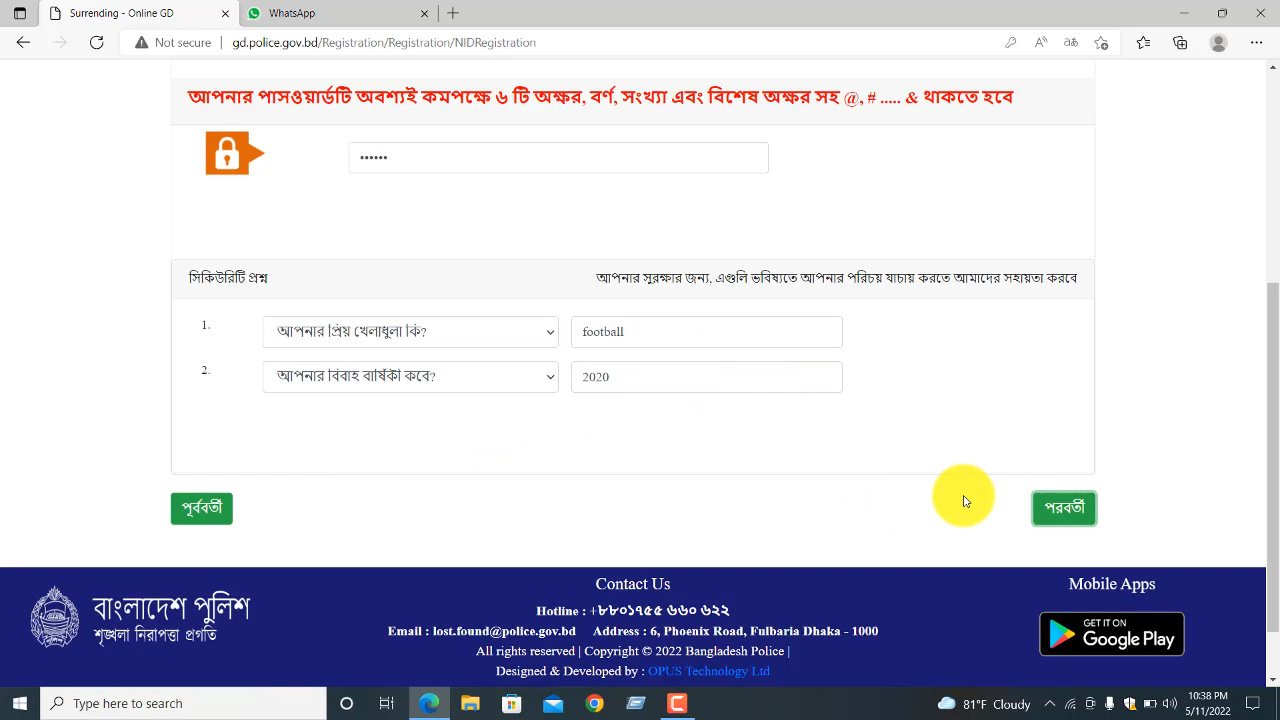 Surrending - Online GD
WhatsApp
Not secure
gd.police.gov.bd/Registration/Registration/NIDRegistration
আপনার পাসওয়ার্ডটি অবশ্যই কমপক্ষে ৬ টি অক্ষর, বর্ণ, সংখ্যা এবং বিশেষ অক্ষর সহ @, # ..... & থাকতে হবে
••••••
সিকিউরিটি প্রশ্ন
আপনার সুরক্ষার জন্য, এগুলি ভবিষ্যতে আপনার পরিচয় যাচায় করতে আমাদের সহায়তা করবে
1. আপনার প্রিয় খেলাধুলা কি? football
2. আপনার বিবাহ বার্ষিকী কবে? 2020
পূর্ববর্তী
পরবর্তী
বাংলাদেশ পুলিশ
শৃঙ্খলা নিরাপত্তা প্রগতি
Contact Us
Hotline : +৮৮০১৭৫৫ ৬৬০ ৬২২
Email : lost.found@police.gov.bd Address : 6, Phoenix Road, Fulbaria Dhaka - 1000
All rights reserved | Copyright © 2022 Bangladesh Police |
Designed & Developed by : OPUS Technology Ltd
Mobile Apps
GET IT ON
Google Play
Type here to search
81°F Cloudy
10:38 PM
5/11/2022